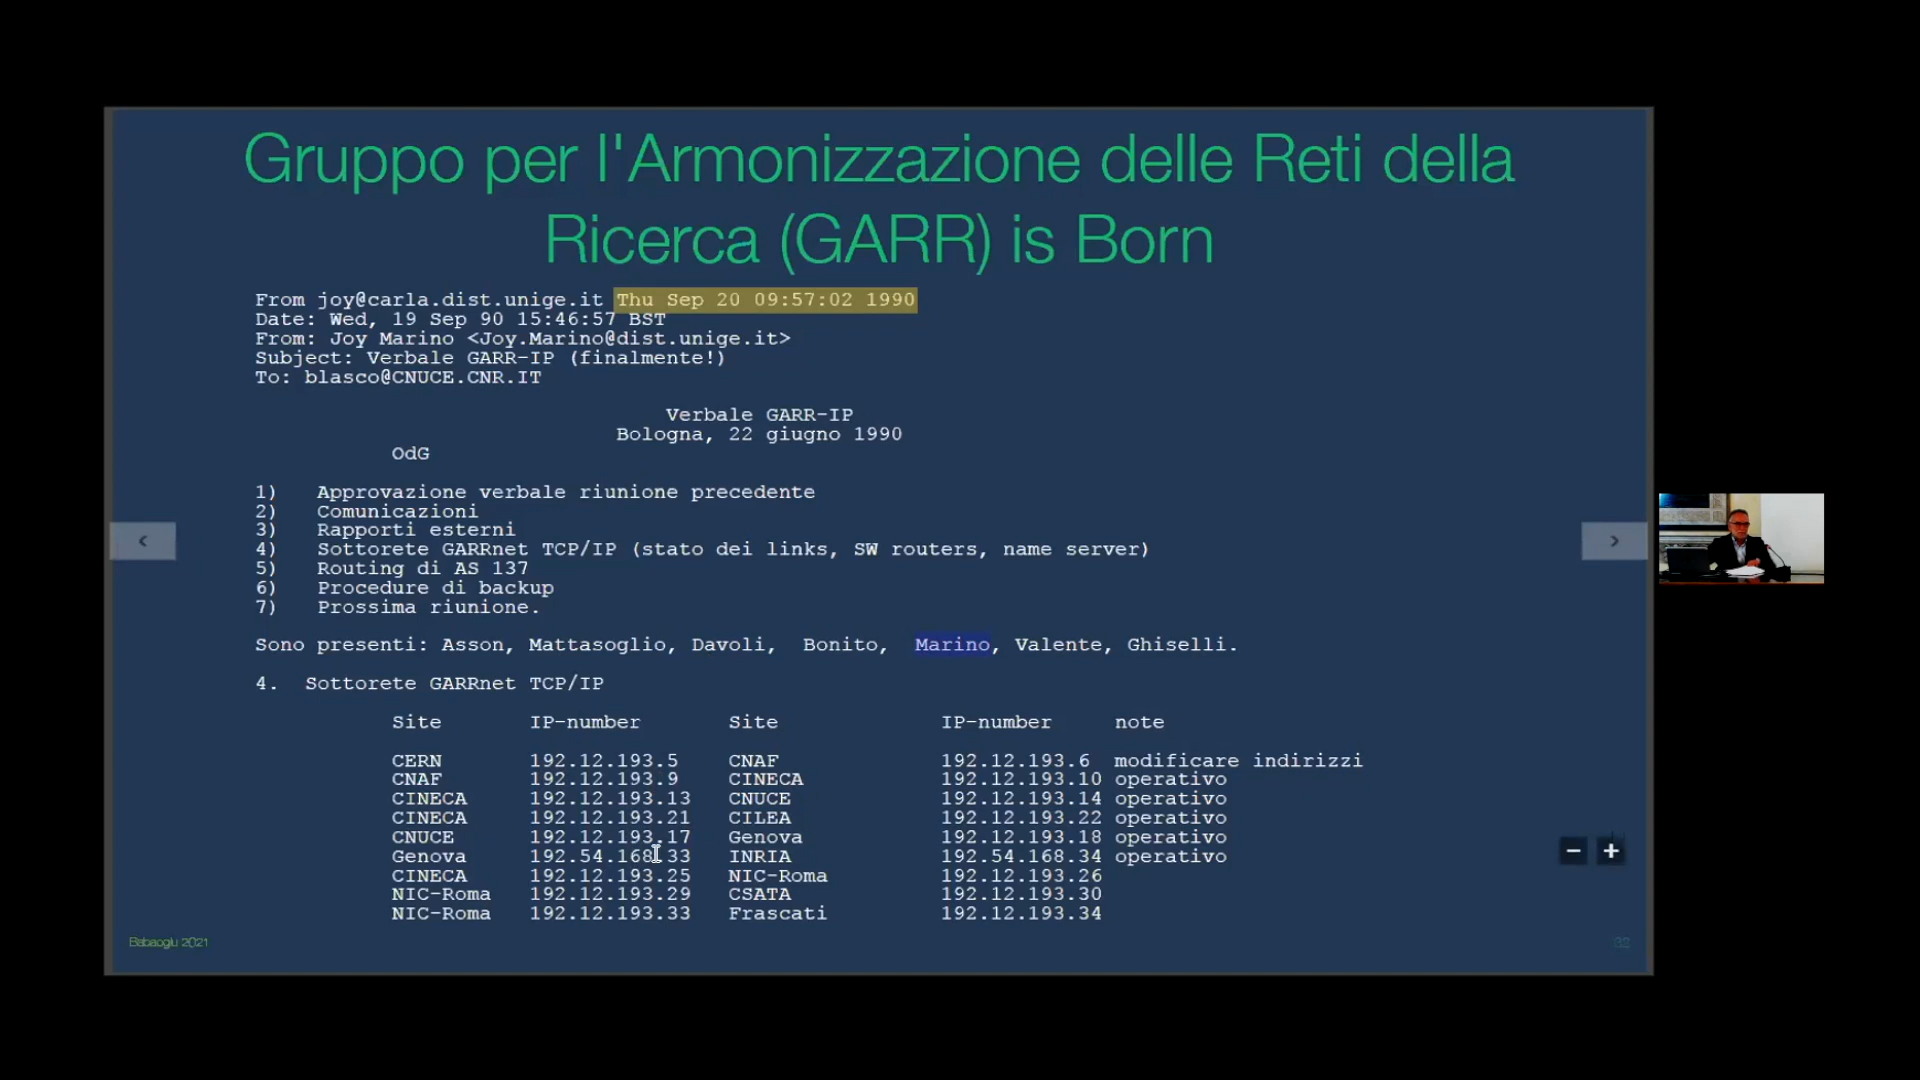 Gruppo per l'Armonizzazione delle Reti della
Ricerca (GARR) is Born
From joy@carla.dist.unige.it Thu Sep 20 09:57:02 1990
Date: Wed, 19 Sep 90 15:46:57 BST
From: Joy Marino <Joy.Marino@dist.unige.it>
Subject: Verbale GARR-IP (finalmente!)
To: blasco@CNUCE.CNR.IT
Verbale GARR-IP
Bologna, 22 giugno 1990
OdG
1) Approvazione verbale riunione precedente
2) Comunicazioni
3) Rapporti esterni
4) Sottorete GARRnet TCP/IP (stato dei links, SW routers, name server)
5) Routing di AS 137
6) Procedure di backup
7) Prossima riunione.
Sono presenti: Asson, Mattasoglio, Davoli, Bonito, Marino, Valente, Ghiselli.
4. Sottorete GARRnet TCP/IP
Site IP-number Site IP-number note
CERN 192.12.193.5 CNAF 192.12.193.6 modificare indirizzi
CNAF 192.12.193.9 CINECA 192.12.193.10 operativo
CINECA 192.12.193.13 CNUCE 192.12.193.14 operativo
CINECA 192.12.193.21 CILEA 192.12.193.22 operativo
CNUCE 192.12.193.17 Genova 192.12.193.18 operativo
Genova 192.54.168.33 INRIA 192.54.168.34 operativo
CINECA 192.12.193.25 NIC-Roma 192.12.193.26
NIC-Roma 192.12.193.29 CSATA 192.12.193.30
NIC-Roma 192.12.193.33 Frascati 192.12.193.34
Babaoglu 2021